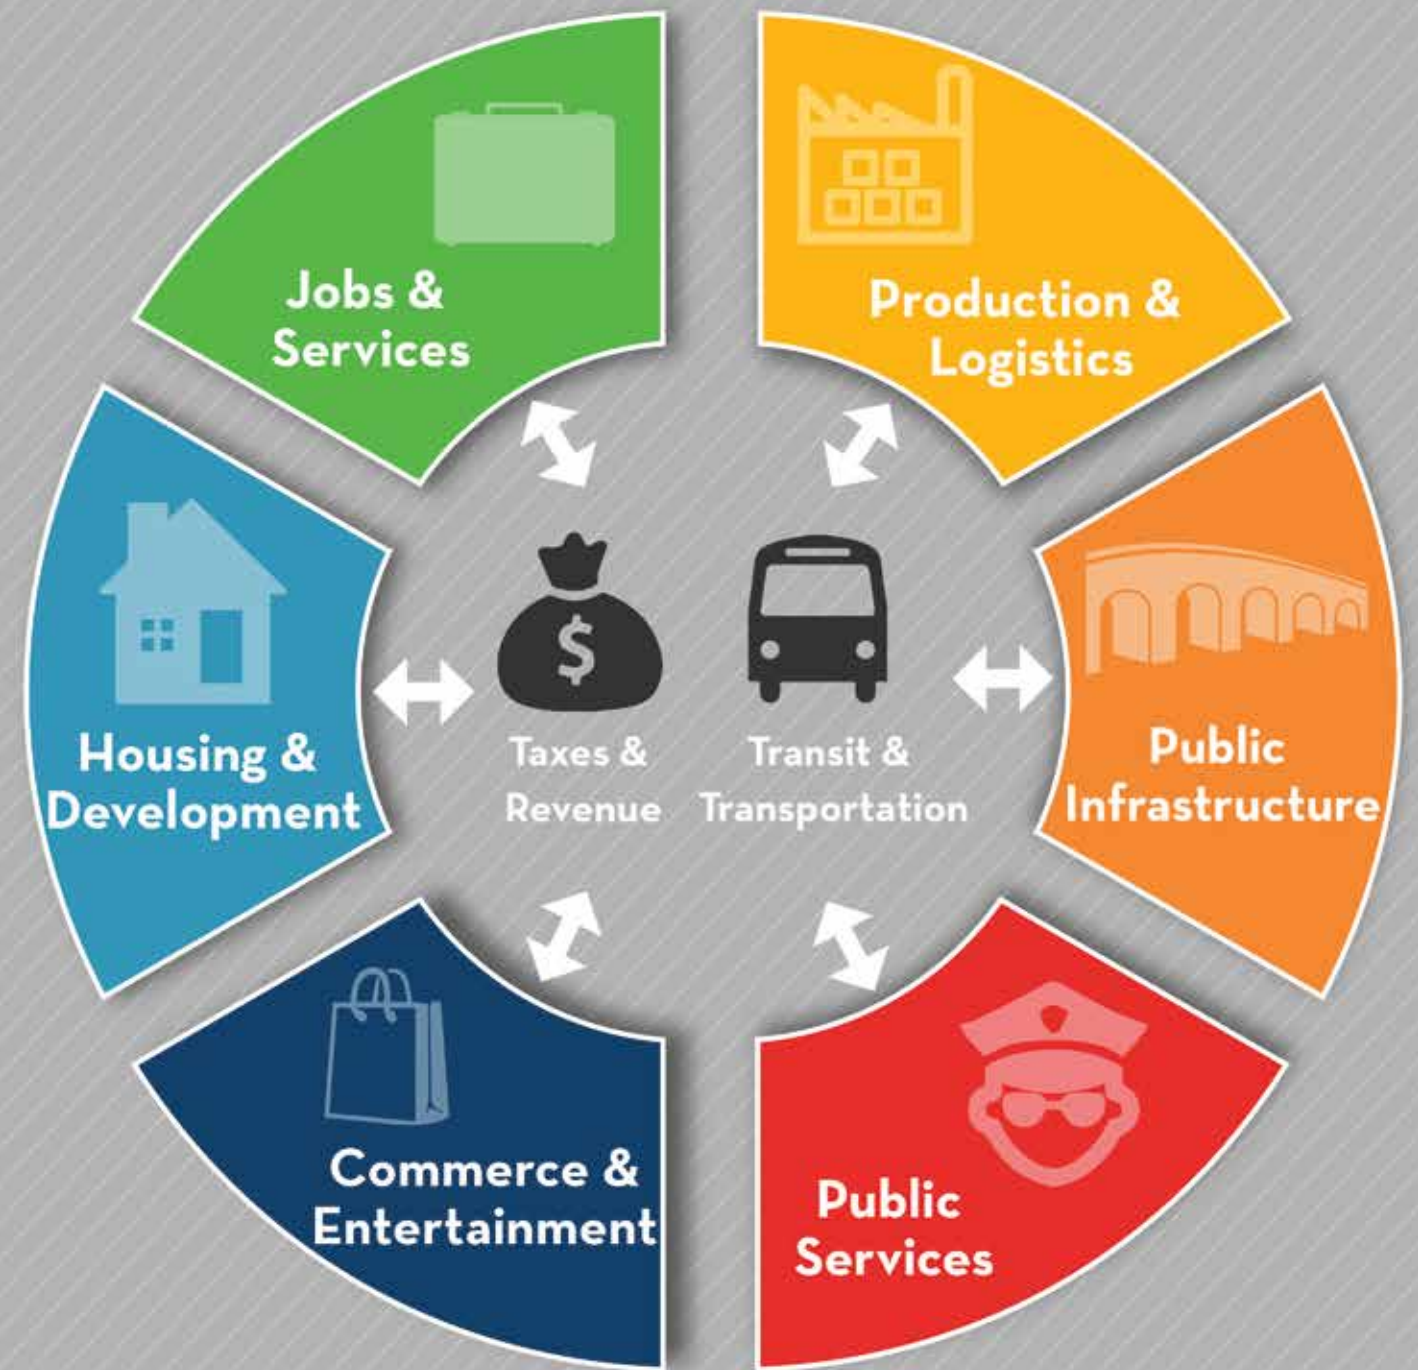 Jobs &
Services
Production &
Logistics
Housing &
Development
$
Taxes &
Revenue
Transit &
Transportation
Public
Infrastructure
Commerce &
Entertainment
Public
Services